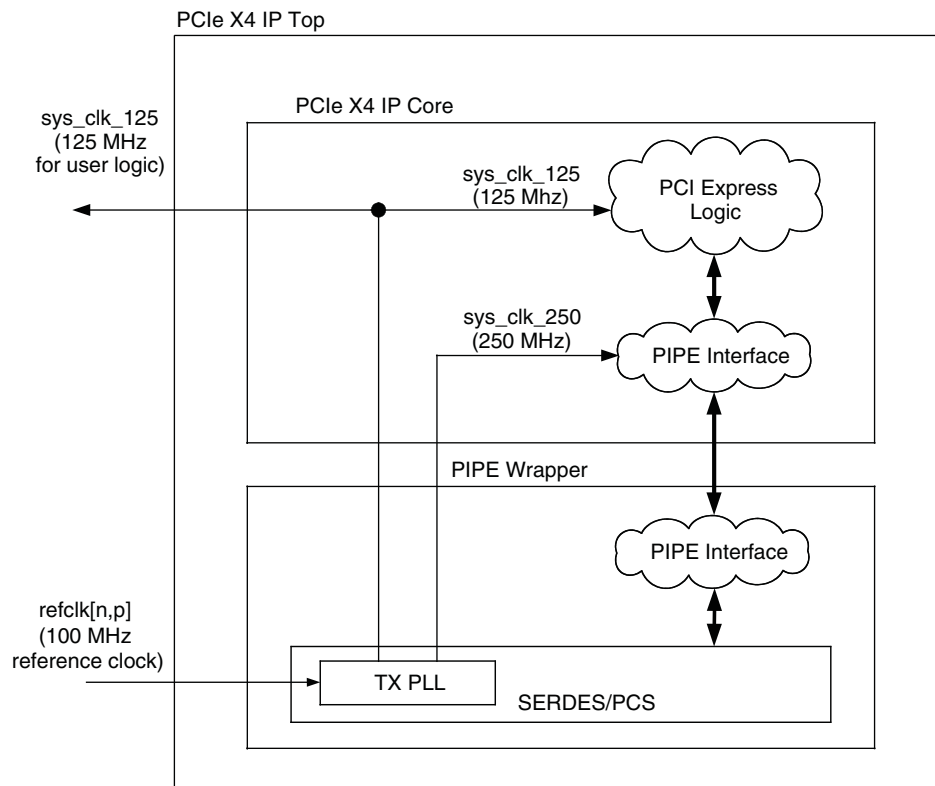 PCIe X4 IP Top
PCIe X4 IP Core
sys_clk_125
(125 MHz
for user logic)
sys_clk_125
(125 Mhz)
PCI Express
Logic
sys_clk_250
(250 MHz)
PIPE Interface
PIPE Wrapper
PIPE Interface
refclk[n,p]
(100 MHz
reference clock)
TX PLL
SERDES/PCS